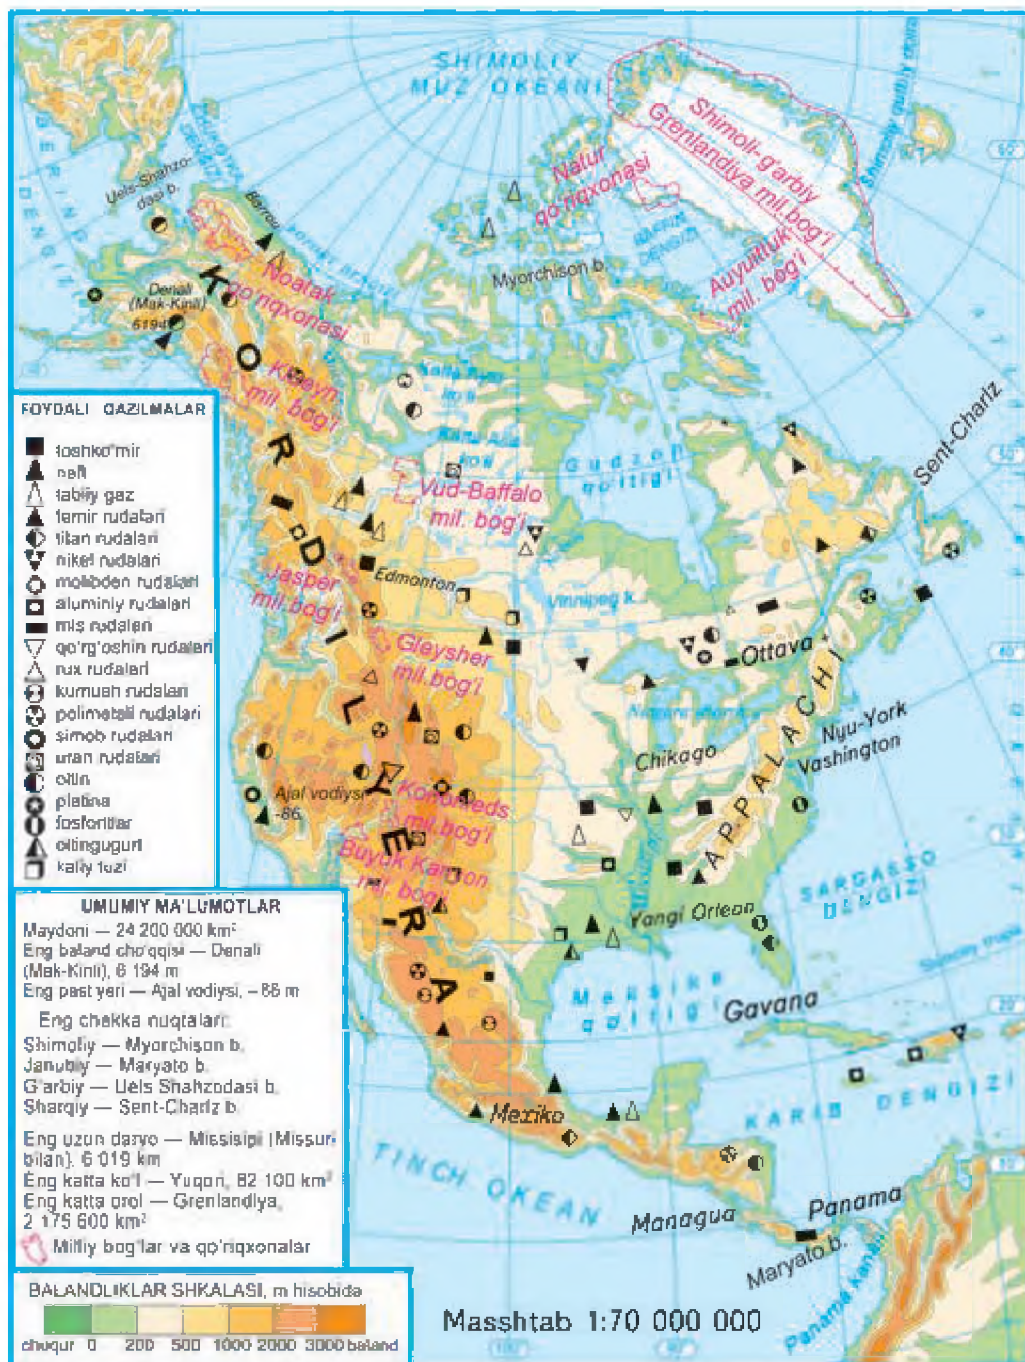 SHIMOLIY
MUZ OKEANI
Shimoli-g'arbiy
Grenlandiya mil.bog'i
Natur
qo'riqxonasi
Auyuittuk
mil. bog'i
Myorchison b.
Uels-Shahzo-
dasi b.
Barrou
Noatak
qo'riqxonasi
Denali
(Mak-Kinli)
6194
Klueyn
mil. bog'i
KORDILYERA
Gudzon
qo'ltig'i
Sent-Charlz
Vud-Baffalo
mil. bog'i
Jasper
mil.bog'i
Edmonton
Vinnipeg k.
Gleysher
mil.bog'i
Ottava
APPALACHI
Nyu-York
Vashington
Chikago
Ajal vodiysi
-86
mil.bog'i
Buyuk Kanyon
mil. bog'i
Yangi Orlean
SARGASSO
DENGIZI
Meksika
qo'ltig'i
Gavana
KARIB DENGIZI
Mexiko
TINCH OKEAN
Managua
Panama
Maryato b.
Panama kanali
FOYDALI QAZILMALAR
toshko'mir
neft
tabiiy gaz
temir rudalari
titan rudalari
nikel rudalari
molibden rudalari
aluminiy rudalari
mis rudalari
qo'rg'oshin rudalari
rux rudalari
kumush rudalari
polimetall rudalari
simob rudalari
uran rudalari
oltin
platina
fosforitlar
oltingugurt
kaliy tuzi
UMUMIY MA'LUMOTLAR
Maydoni — 24 200 000 km²
Eng baland cho'qqisi — Denali
(Mak-Kinli), 6 194 m
Eng past yeri — Ajal vodiysi, –86 m
Eng chekka nuqtalari:
Shimoliy — Myorchison b.
Janubiy — Maryato b.
G'arbiy — Uels Shahzodasi b.
Sharqiy — Sent-Charlz b.
Eng uzun daryo — Missisipi (Missuri
bilan), 6 019 km
Eng katta ko'l — Yuqori, 82 100 km²
Eng katta orol — Grenlandiya,
2 175 600 km²
Milliy bog'lar va qo'riqxonalar
BALANDLIKLAR SHKALASI, m hisobida
chuqur 0 200 500 1000 2000 3000 baland
Masshtab 1:70 000 000